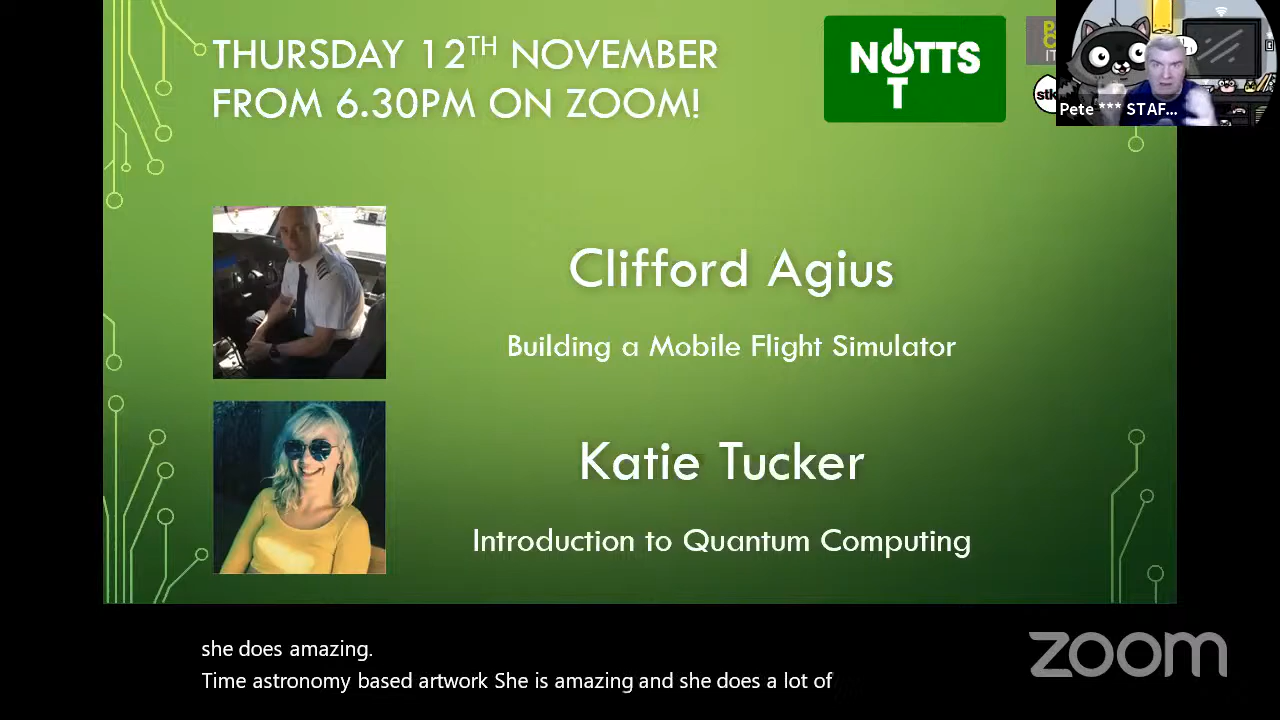 THURSDAY 12TH NOVEMBER
FROM 6.30PM ON ZOOM!
NOTTS
IOT
stk
Pete *** STAF...
Clifford Agius
Building a Mobile Flight Simulator
Katie Tucker
Introduction to Quantum Computing
she does amazing.
Time astronomy based artwork She is amazing and she does a lot of
zoom